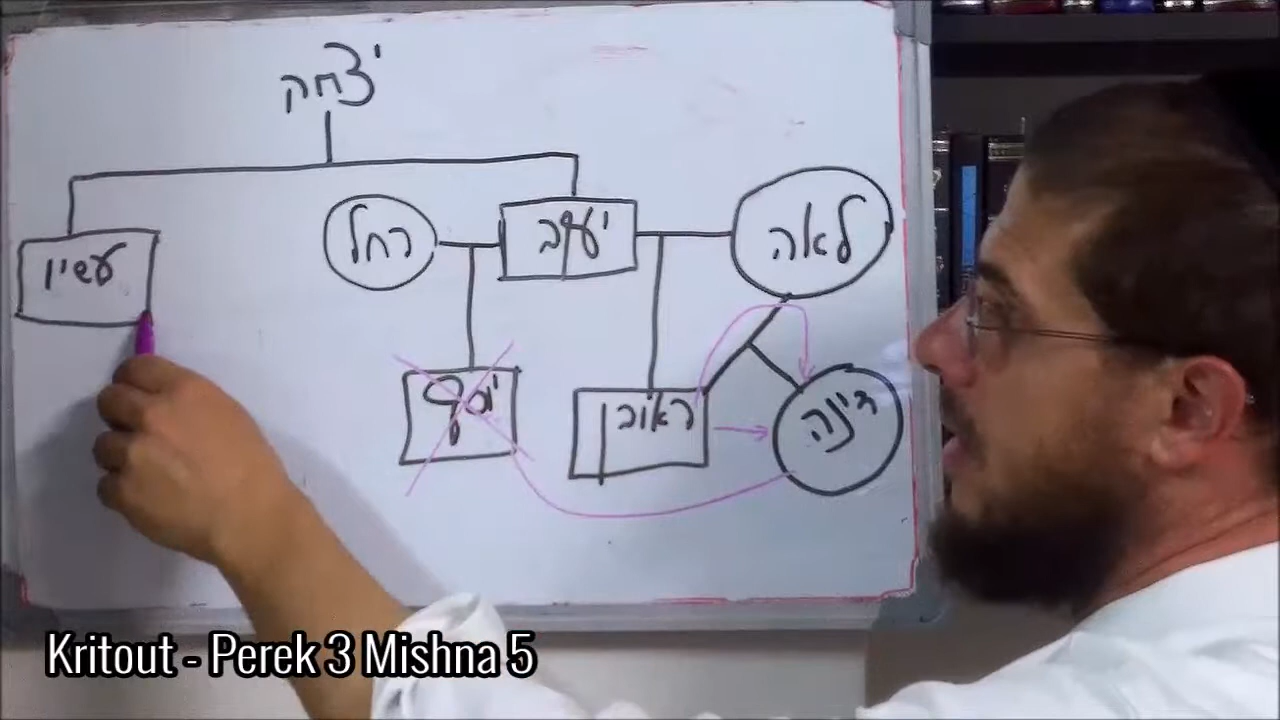 יצחק
לאה
יעקב
רחל
עשיו
דינה
ראובן
יוסף
Kritout - Perek 3 Mishna 5